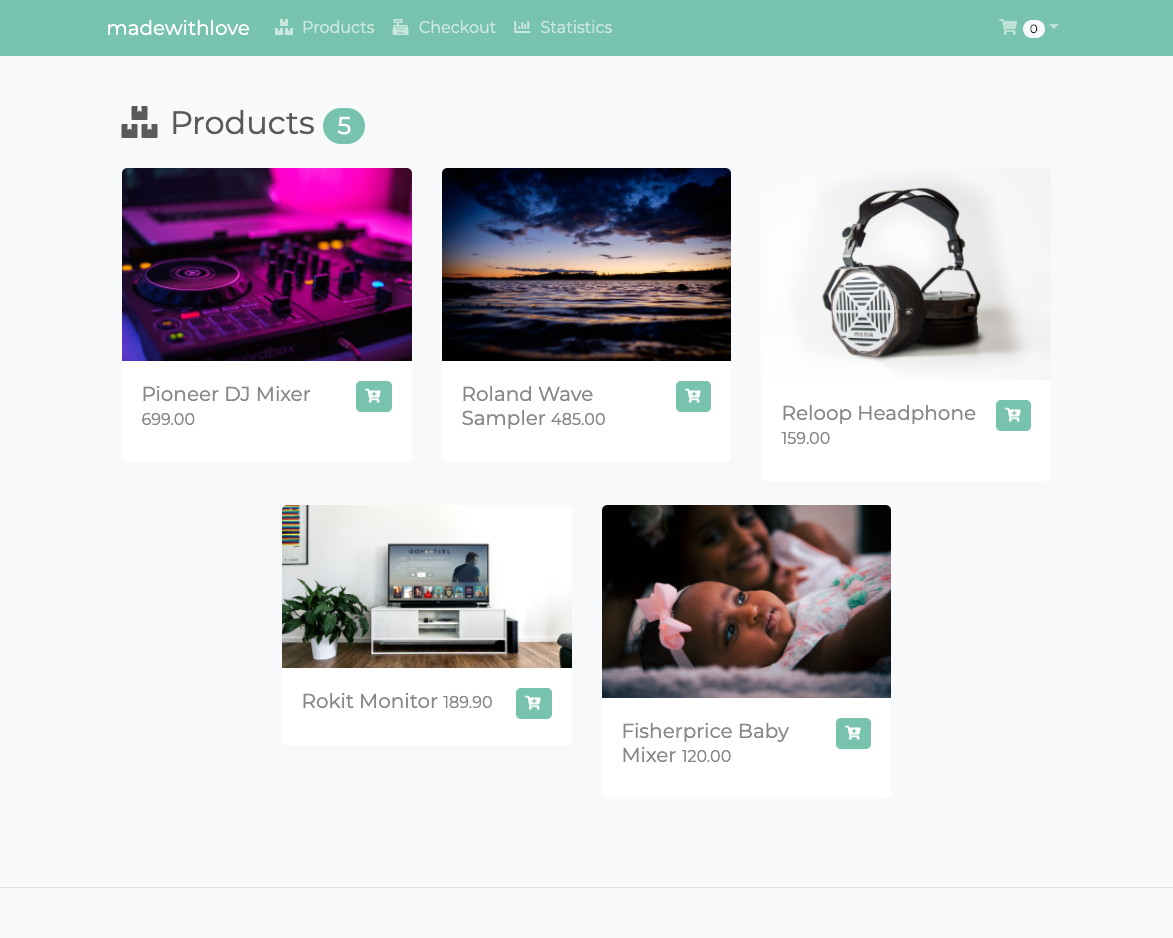 madewithlove Products Checkout Statistics 0
Products 5
Pioneer DJ Mixer
699.00
Roland Wave
Sampler 485.00
Reloop Headphone
159.00
Rokit Monitor 189.90
Fisherprice Baby
Mixer 120.00